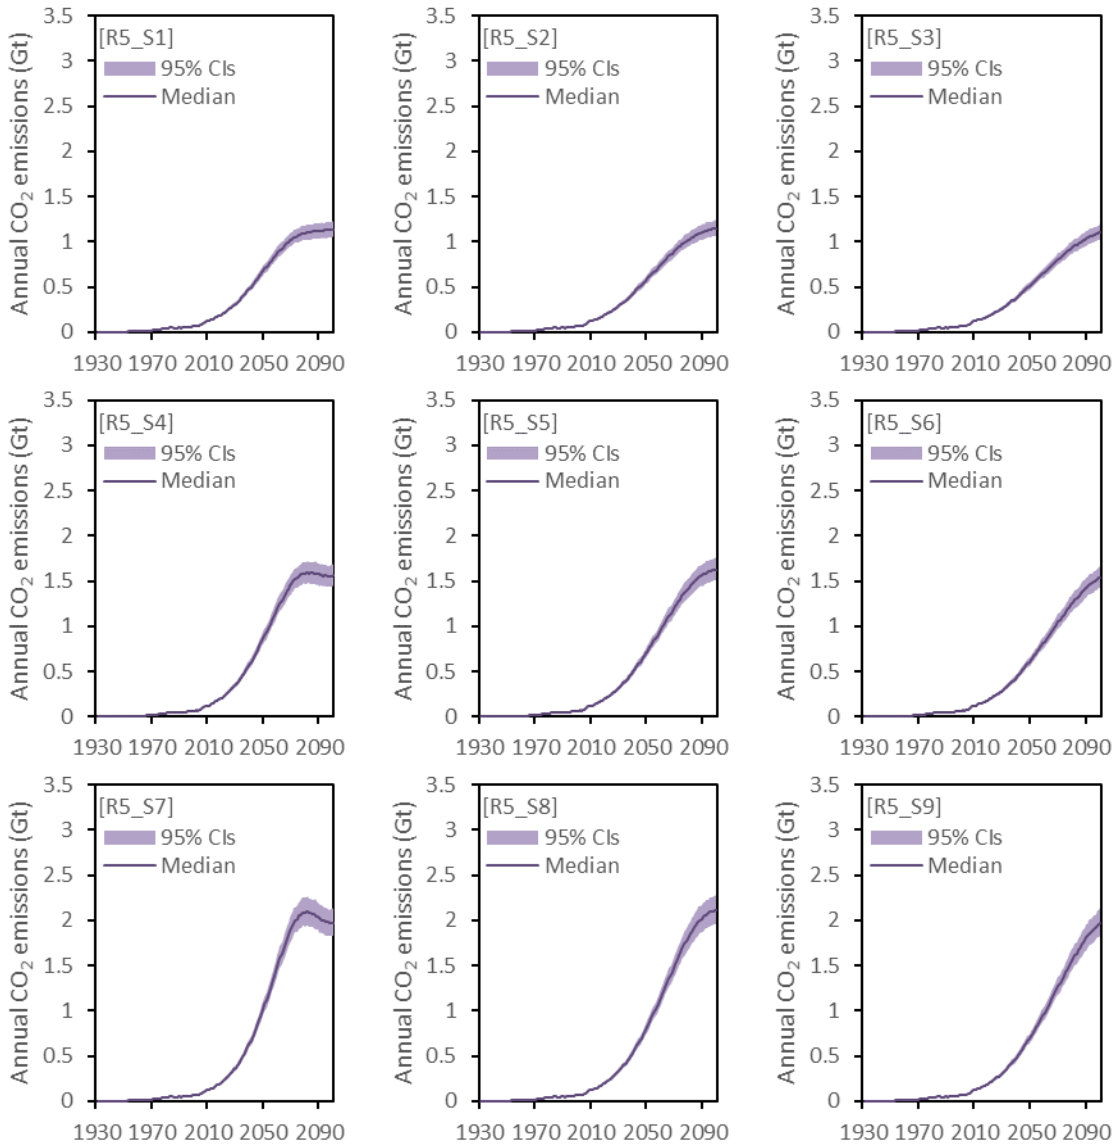 [R5_S1]
95% CIs
Median
Annual CO2 emissions (Gt)
3.5
3
2.5
2
1.5
1
0.5
0
1930 1970 2010 2050 2090
[R5_S2]
95% CIs
Median
Annual CO2 emissions (Gt)
3.5
3
2.5
2
1.5
1
0.5
0
1930 1970 2010 2050 2090
[R5_S3]
95% CIs
Median
Annual CO2 emissions (Gt)
3.5
3
2.5
2
1.5
1
0.5
0
1930 1970 2010 2050 2090
[R5_S4]
95% CIs
Median
Annual CO2 emissions (Gt)
3.5
3
2.5
2
1.5
1
0.5
0
1930 1970 2010 2050 2090
[R5_S5]
95% CIs
Median
Annual CO2 emissions (Gt)
3.5
3
2.5
2
1.5
1
0.5
0
1930 1970 2010 2050 2090
[R5_S6]
95% CIs
Median
Annual CO2 emissions (Gt)
3.5
3
2.5
2
1.5
1
0.5
0
1930 1970 2010 2050 2090
[R5_S7]
95% CIs
Median
Annual CO2 emissions (Gt)
3.5
3
2.5
2
1.5
1
0.5
0
1930 1970 2010 2050 2090
[R5_S8]
95% CIs
Median
Annual CO2 emissions (Gt)
3.5
3
2.5
2
1.5
1
0.5
0
1930 1970 2010 2050 2090
[R5_S9]
95% CIs
Median
Annual CO2 emissions (Gt)
3.5
3
2.5
2
1.5
1
0.5
0
1930 1970 2010 2050 2090